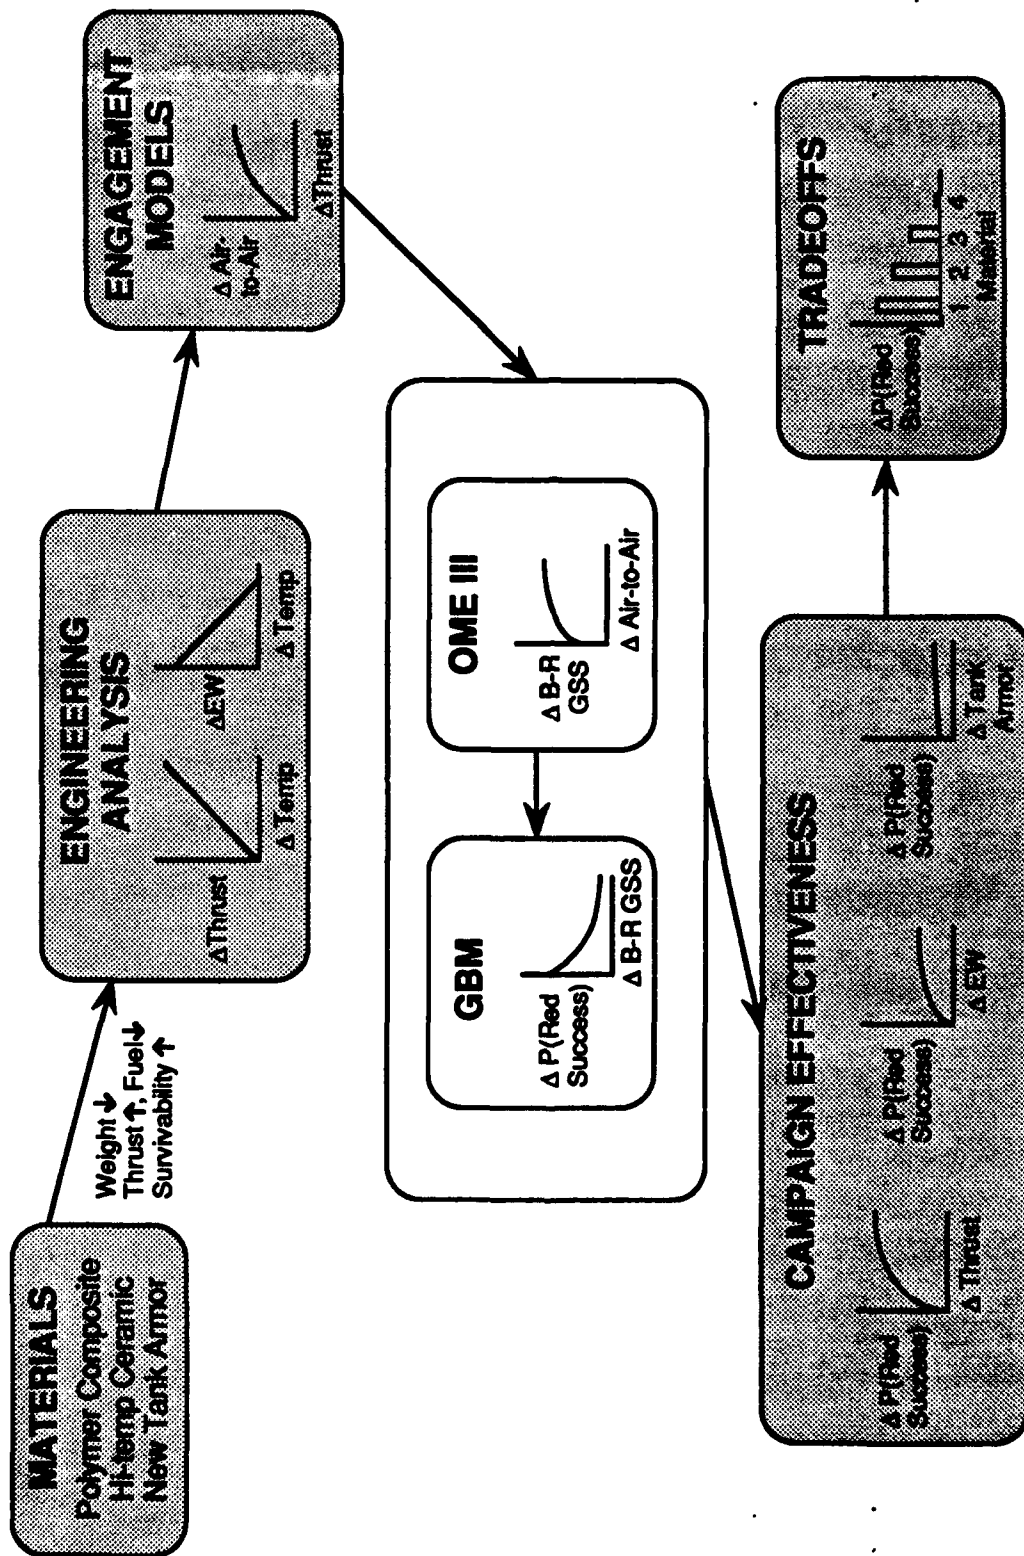 MATERIALS
Polymer Composite
Hi-temp Ceramic
New Tank Armor
Weight ↓
Thrust ↑, Fuel ↓
Survivability ↑
ENGINEERING
ANALYSIS
ΔThrust
Δ Temp
ΔEW
Δ Temp
ENGAGEMENT
MODELS
Δ Air-
to-Air
ΔThrust
GBM
Δ P(Red
Success)
Δ B-R GSS
OME III
Δ B-R
GSS
Δ Air-to-Air
CAMPAIGN EFFECTIVENESS
Δ P(Red
Success)
Δ Thrust
Δ P(Red
Success)
Δ EW
Δ P(Red
Success)
Δ Tank
Armor
TRADEOFFS
ΔP(Red
Success)
1 2 3 4
Material